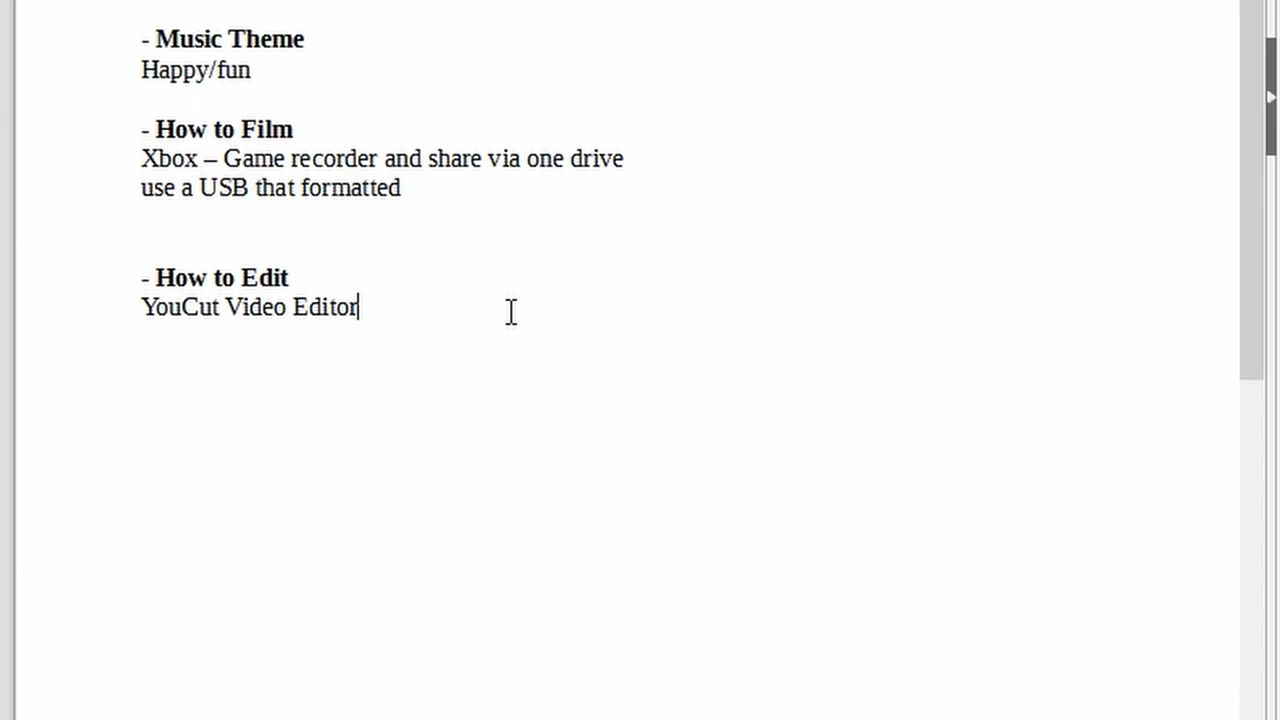 - Music Theme
Happy/fun
- How to Film
Xbox – Game recorder and share via one drive
use a USB that formatted
- How to Edit
YouCut Video Editor